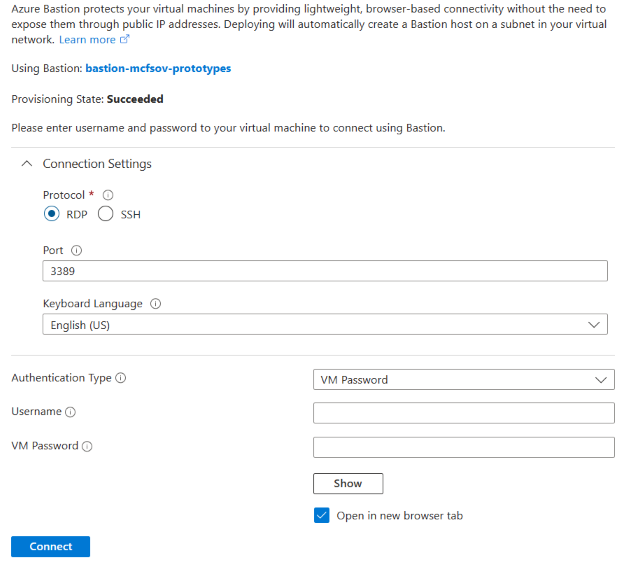 Azure Bastion protects your virtual machines by providing lightweight, browser-based connectivity without the need to
expose them through public IP addresses. Deploying will automatically create a Bastion host on a subnet in your virtual
network. Learn more
Using Bastion: bastion-mcfsov-prototypes
Provisioning State: Succeeded
Please enter username and password to your virtual machine to connect using Bastion.
Connection Settings
Protocol *
RDP SSH
Port
3389
Keyboard Language
English (US)
Authentication Type VM Password
Username
VM Password
Show
Open in new browser tab
Connect